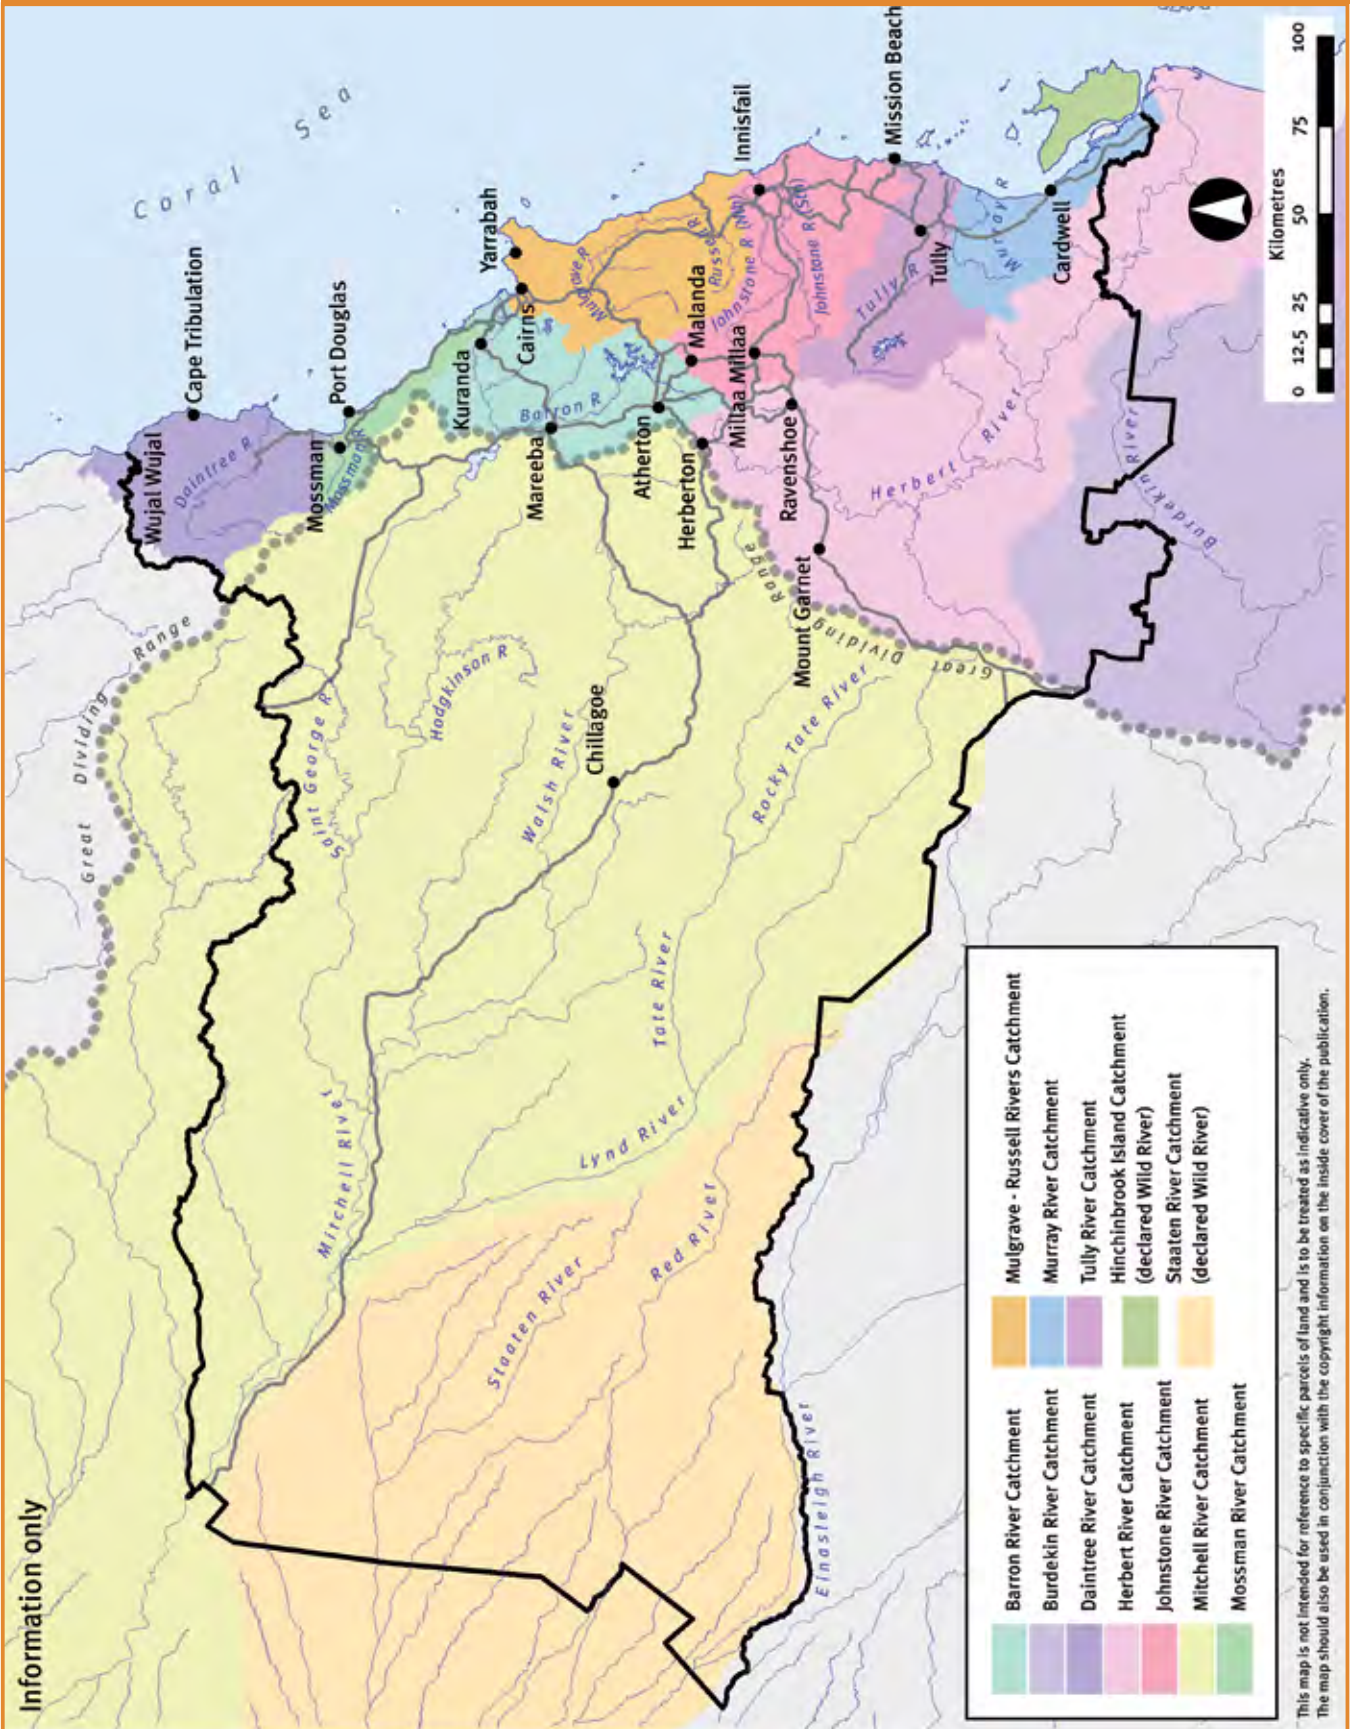 Information only
Coral Sea
Great Dividing Range
Wujal Wujal
Cape Tribulation
Daintree R
Mossman
Port Douglas
Mossman R
Saint George R
Hodgkinson R
Kuranda
Yarrabah
Cairns
Mareeba
Barron R
Mulgrave R
Mitchell River
Walsh River
Chillagoe
Atherton
Herberton
Malanda
Russell R
Innisfail
Johnstone R (Nth)
Millaa Millaa
Johnstone R (Sth)
Ravenshoe
Mount Garnet
Great Dividing Range
Rocky Tate River
Tate River
Lynd River
Red River
Staaten River
Einasleigh River
Mission Beach
Tully R
Tully
Murray R
Cardwell
Herbert River
Burdekin River
Kilometres
0 12.5 25 50 75 100
Barron River Catchment
Burdekin River Catchment
Daintree River Catchment
Herbert River Catchment
Johnstone River Catchment
Mitchell River Catchment
Mossman River Catchment
Mulgrave - Russell Rivers Catchment
Murray River Catchment
Tully River Catchment
Hinchinbrook Island Catchment
(declared Wild River)
Staaten River Catchment
(declared Wild River)
This map is not intended for reference to specific parcels of land and is to be treated as indicative only.
The map should also be used in conjunction with the copyright information on the inside cover of the publication.